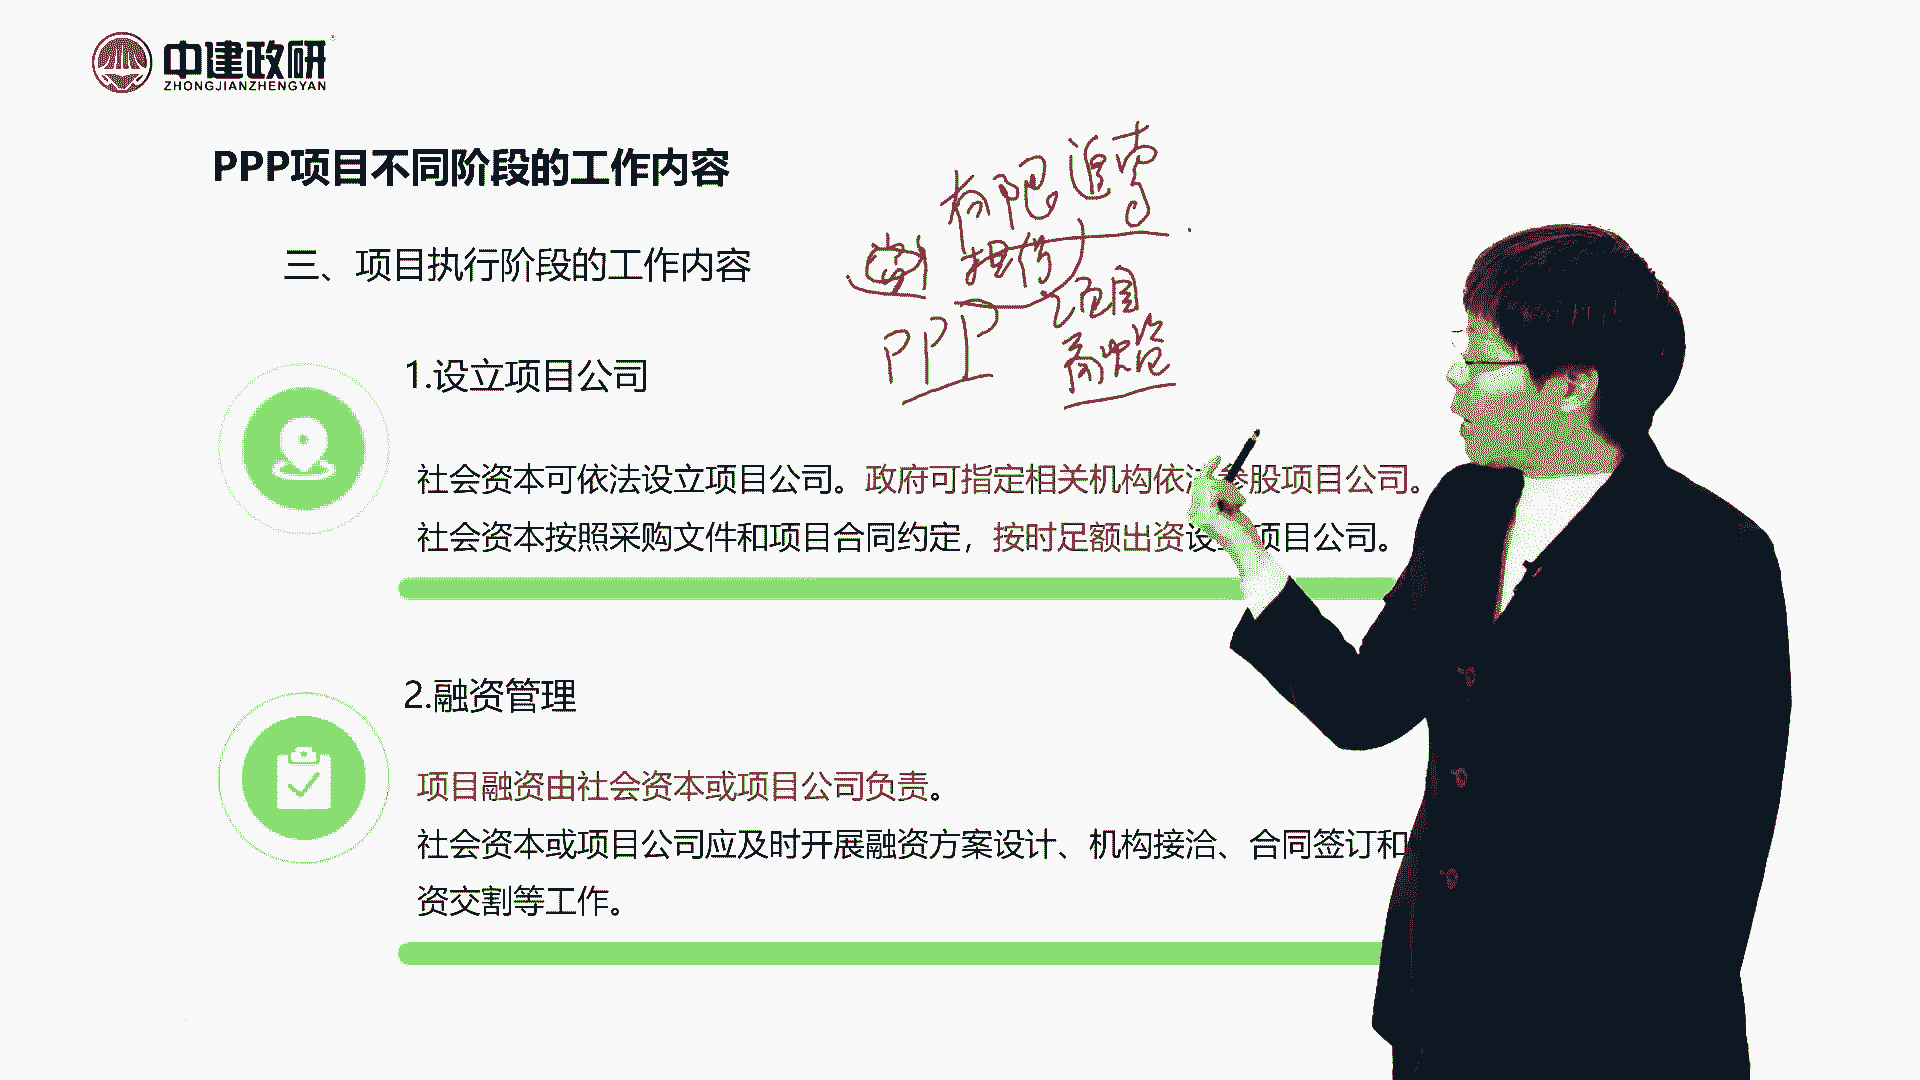 中建政研
ZHONGJIANZHENGYAN
PPP项目不同阶段的工作内容
有限追索
三、项目执行阶段的工作内容
担保
项目
PPP
融资
1.设立项目公司
社会资本可依法设立项目公司。政府可指定相关机构依法参股项目公司。
社会资本按照采购文件和项目合同约定，按时足额出资设 项目公司。
2.融资管理
项目融资由社会资本或项目公司负责。
社会资本或项目公司应及时开展融资方案设计、机构接洽、合同签订和
资交割等工作。